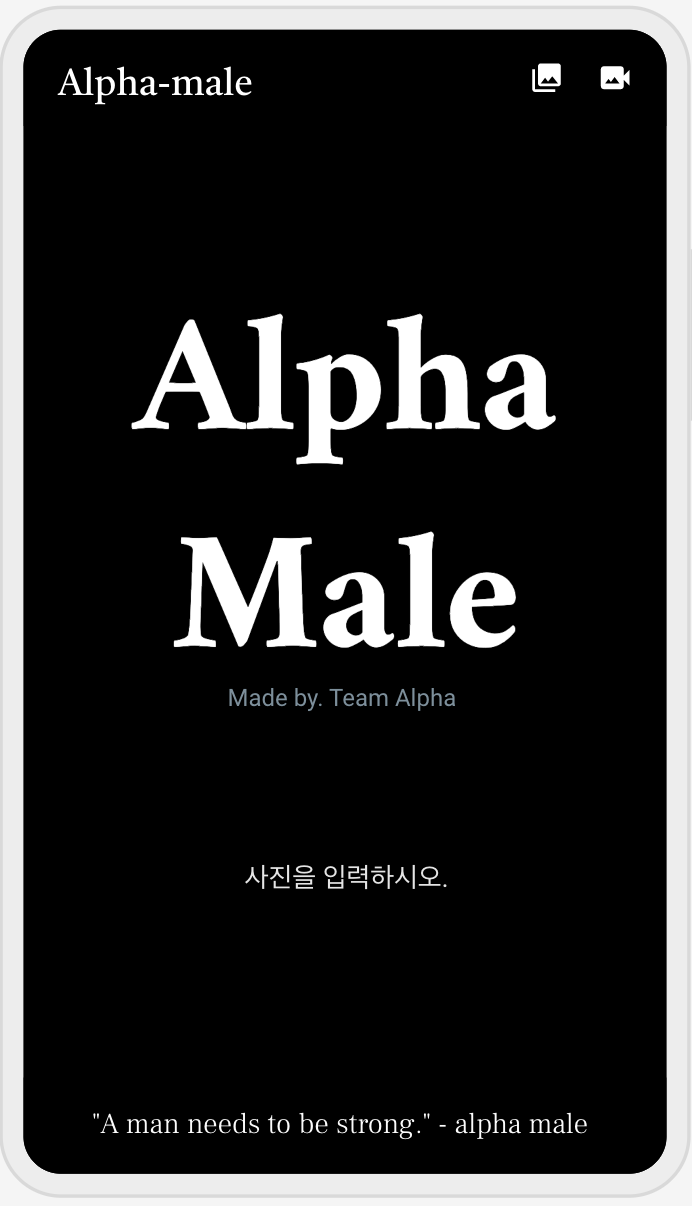 Alpha-male
Alpha
Male
Made by. Team Alpha
사진을 입력하시오.
"A man needs to be strong." - alpha male